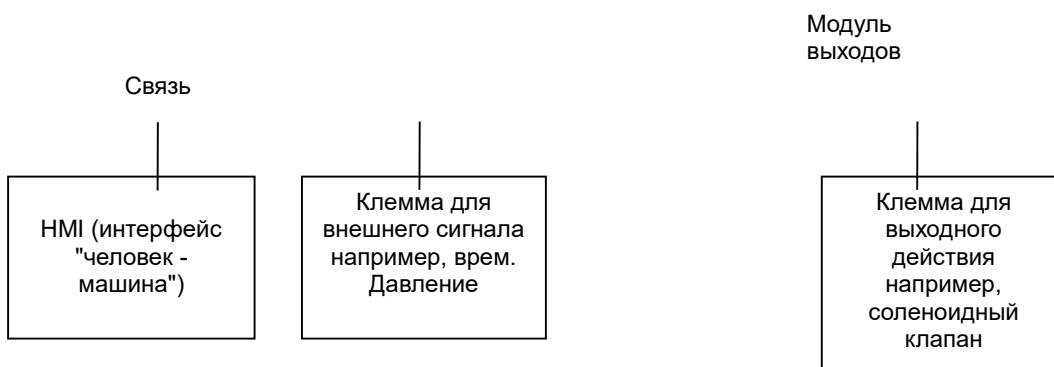 Модуль
выходов
Связь
HMI (интерфейс
"человек -
машина")
Клемма для
внешнего сигнала
например, врем.
Давление
Клемма для
выходного
действия
например,
соленоидный
клапан